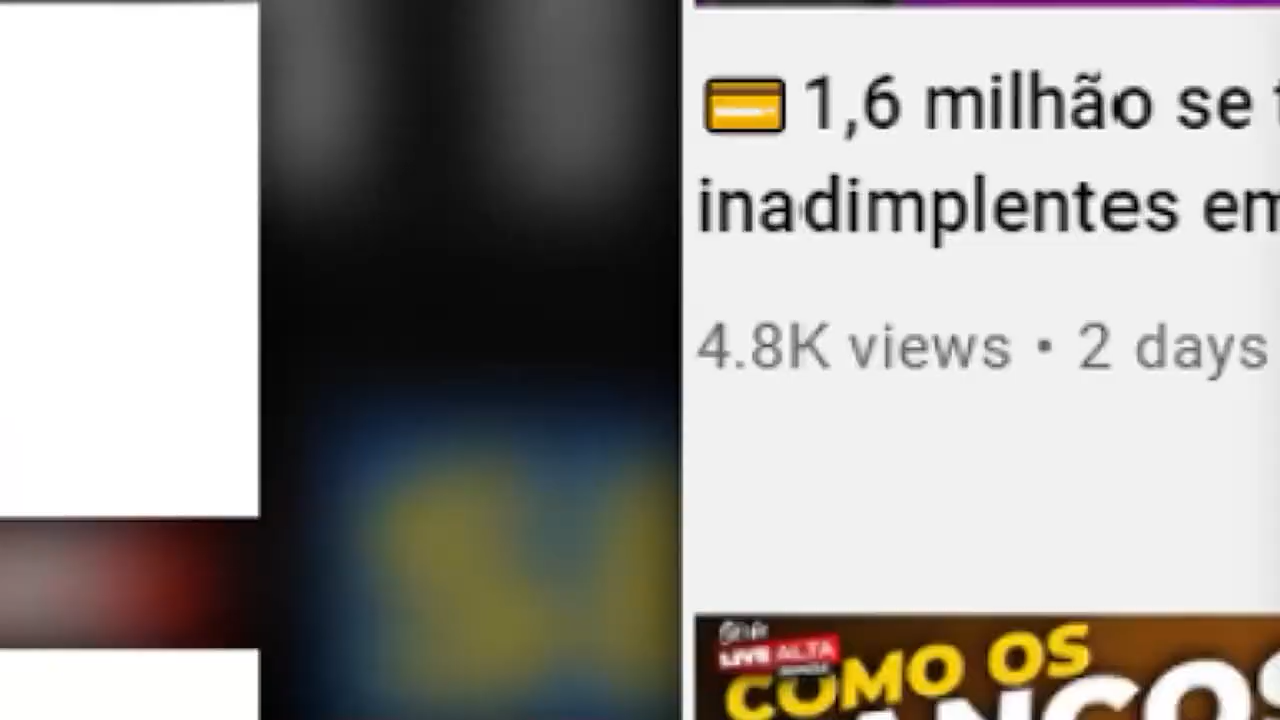 1,6 milhão se
inadimplentes em
4.8K views • 2 days
LIVE ALTA
COMO OS